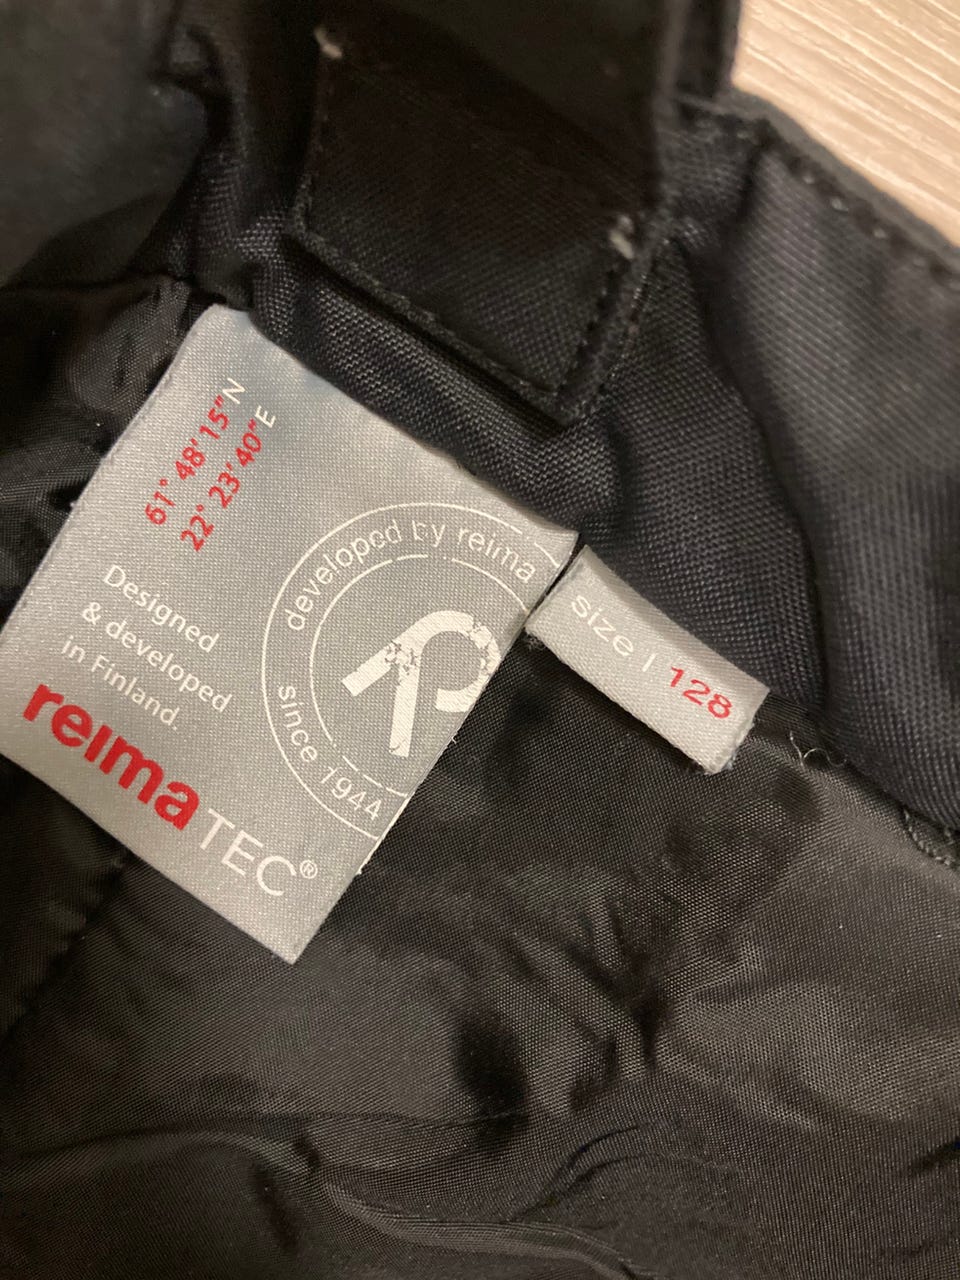 61° 48' 15" N
22° 23' 40" E
developed by reima
since 1944
Designed
& developed
in Finland.
reimaTEC®
size | 128